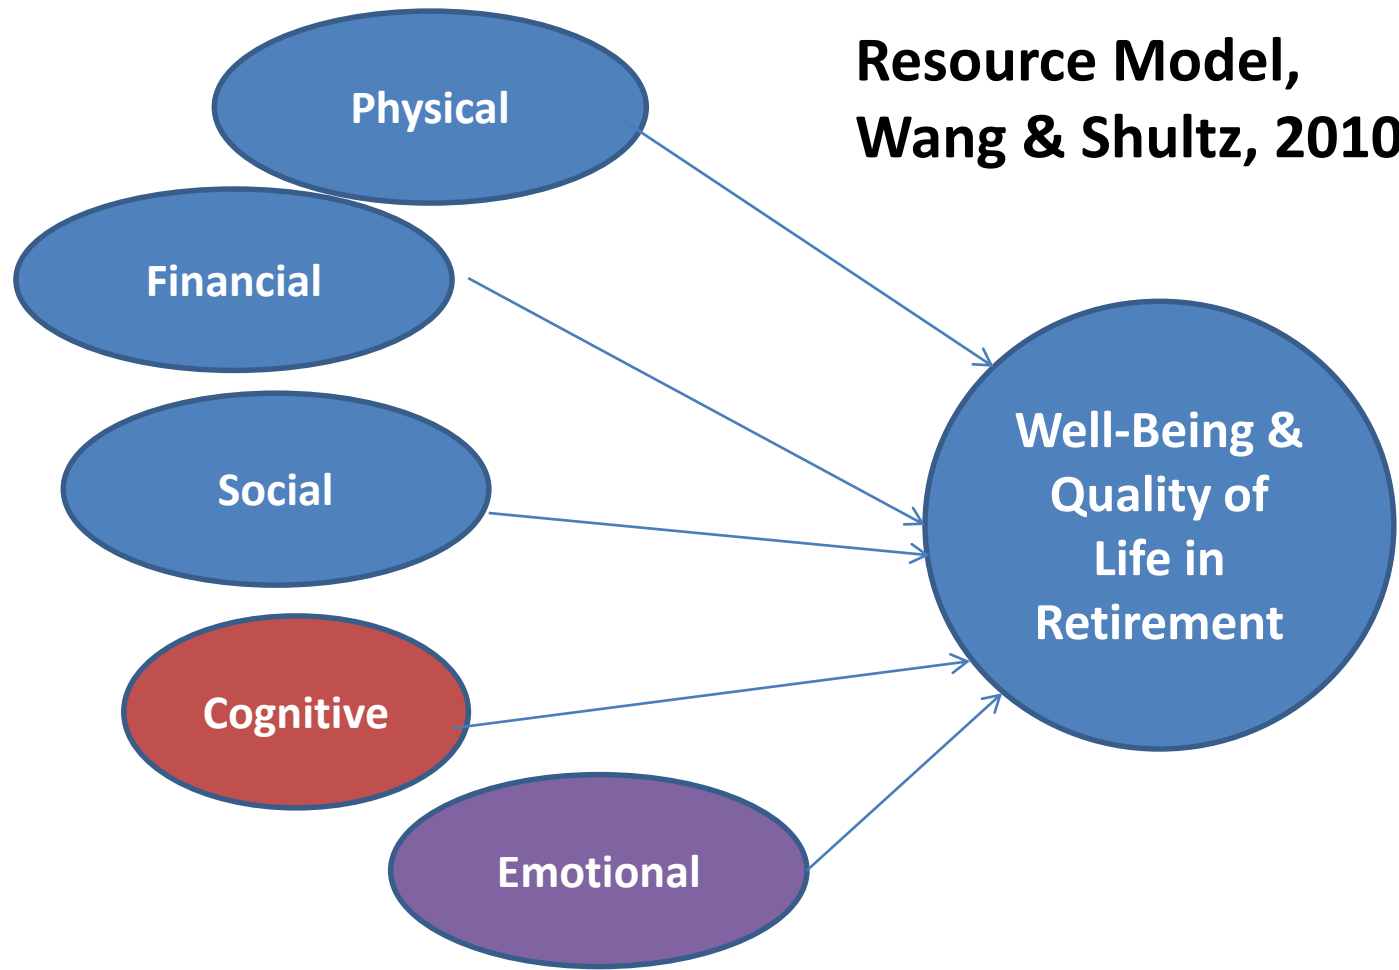 Resource Model,
Wang & Shultz, 2010
Physical
Financial
Social
Cognitive
Emotional
Well-Being &
Quality of
Life in
Retirement